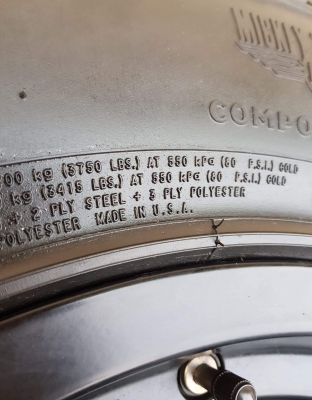 COMPO
00 kg (3750 LBS.) AT 550 kPa (80 P.S.I.) COLD
kg (3415 LBS.) AT 550 kPa (80 P.S.I.) COLD
+ 2 PLY STEEL + 3 PLY POLYESTER
POLYESTER MADE IN U.S.A.